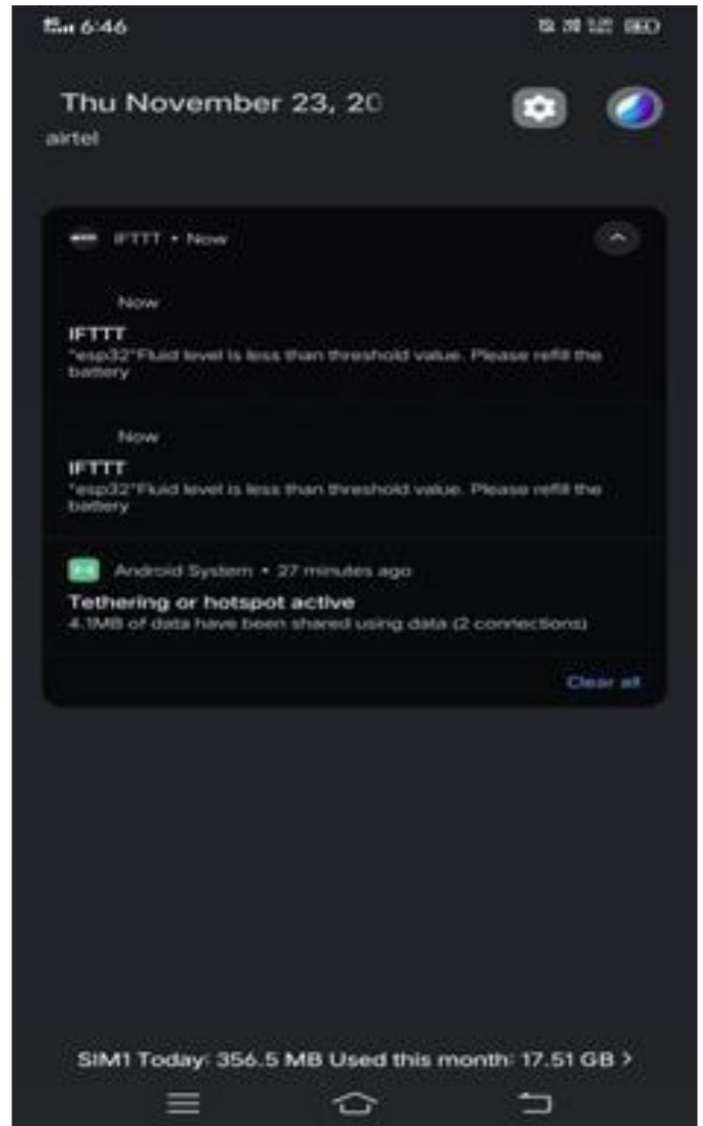 6:46
Thu November 23, 20
airtel
IFTTT • Now
Now
IFTTT
"esp32"Fluid level is less than threshold value. Please refill the
battery
Now
IFTTT
"esp32"Fluid level is less than threshold value. Please refill the
battery
Android System • 27 minutes ago
Tethering or hotspot active
4.1MB of data have been shared using data (2 connections)
Clear all
SIM1 Today: 356.5 MB Used this month: 17.51 GB >